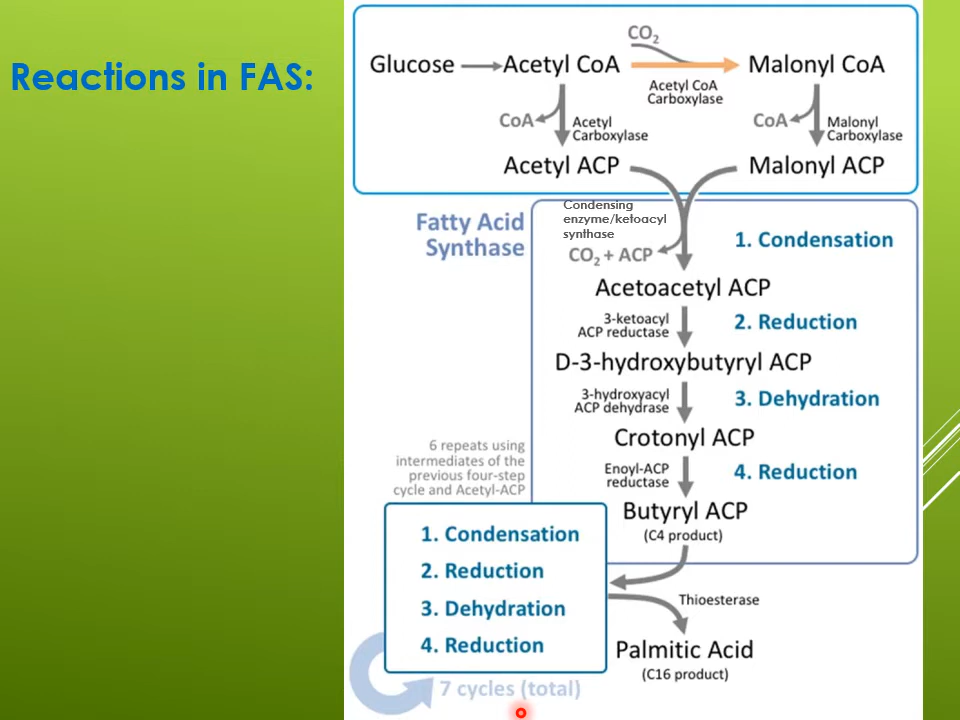 Reactions in FAS:
CO2
Glucose
Acetyl CoA
Malonyl CoA
Acetyl CoA
Carboxylase
CoA
Acetyl
Carboxylase
CoA
Malonyl
Carboxylase
Acetyl ACP
Malonyl ACP
Fatty Acid
Synthase
Condensing
enzyme/ketoacyl
synthase
CO2 + ACP
1. Condensation
Acetoacetyl ACP
3-ketoacyl
ACP reductase
2. Reduction
D-3-hydroxybutyryl ACP
3-hydroxyacyl
ACP dehydrase
3. Dehydration
Crotonyl ACP
Enoyl-ACP
reductase
4. Reduction
Butyryl ACP
(C4 product)
6 repeats using
intermediates of the
previous four-step
cycle and Acetyl-ACP
1. Condensation
2. Reduction
3. Dehydration
4. Reduction
Thioesterase
Palmitic Acid
(C16 product)
7 cycles (total)